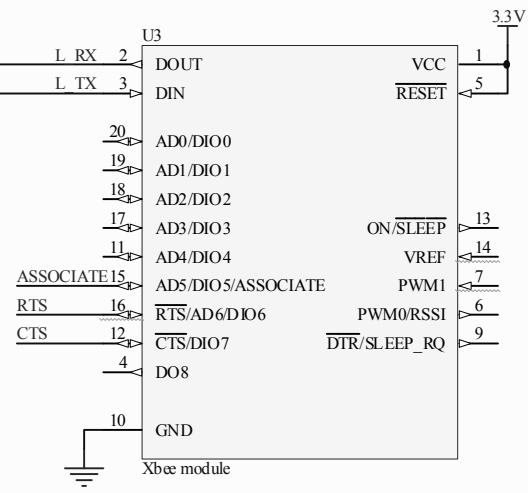 3.3V
U3
L_RX 2 DOUT VCC 1
L_TX 3 DIN RESET 5
20 AD0/DIO0
19 AD1/DIO1
18 AD2/DIO2
17 AD3/DIO3 ON/SLEEP 13
11 AD4/DIO4 VREF 14
ASSOCIATE 15 AD5/DIO5/ASSOCIATE PWM1 7
RTS 16 RTS/AD6/DIO6 PWM0/RSSI 6
CTS 12 CTS/DIO7 DTR/SLEEP_RQ 9
4 DO8
10 GND
Xbee module